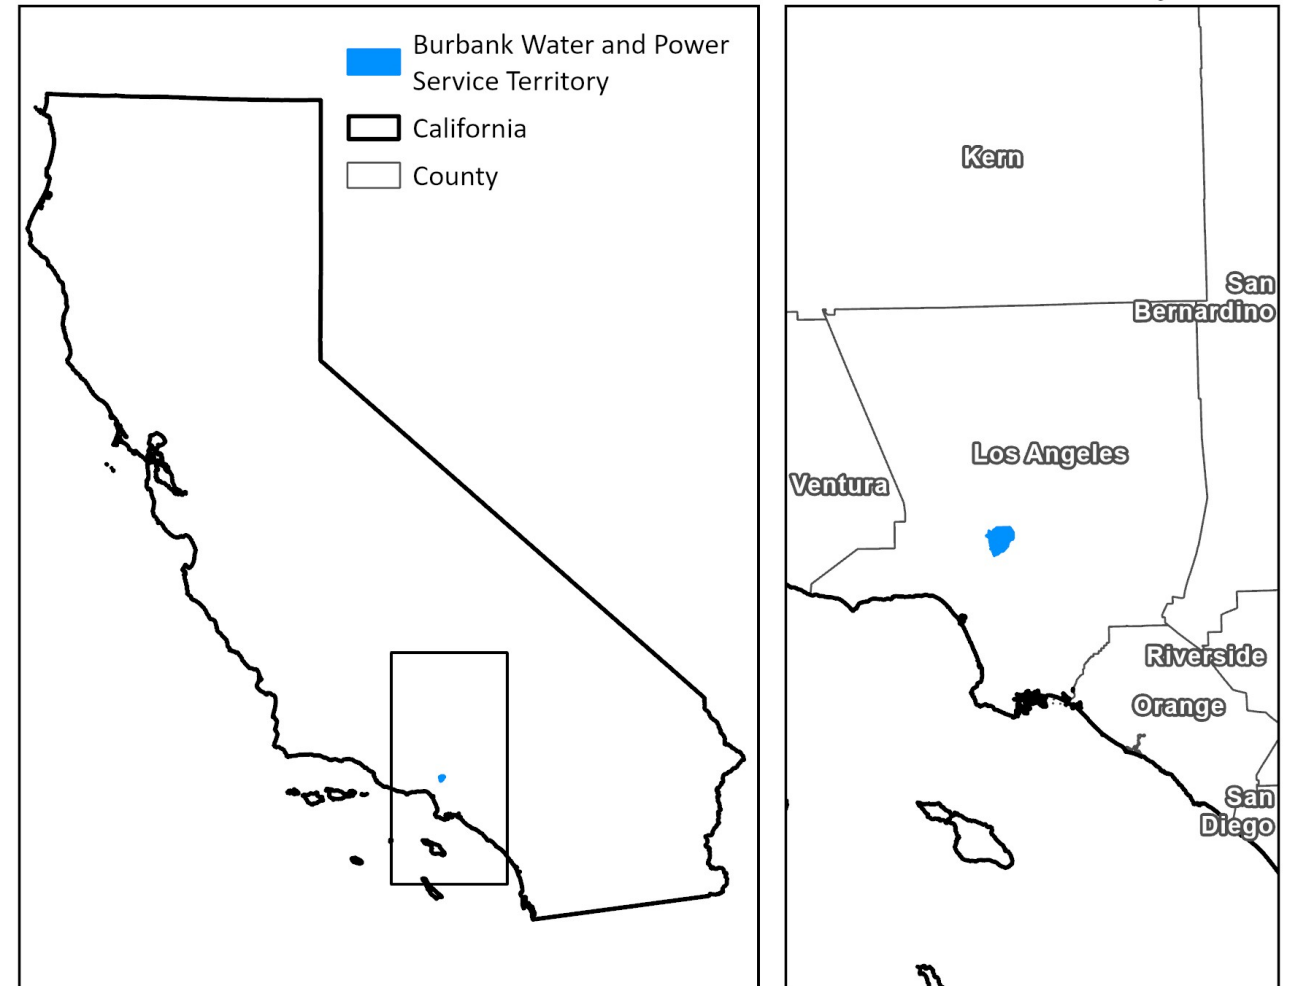 Burbank Water and Power
Service Territory
California
County
Kern
San
Bernardino
Los Angeles
Ventura
Riverside
Orange
San
Diego